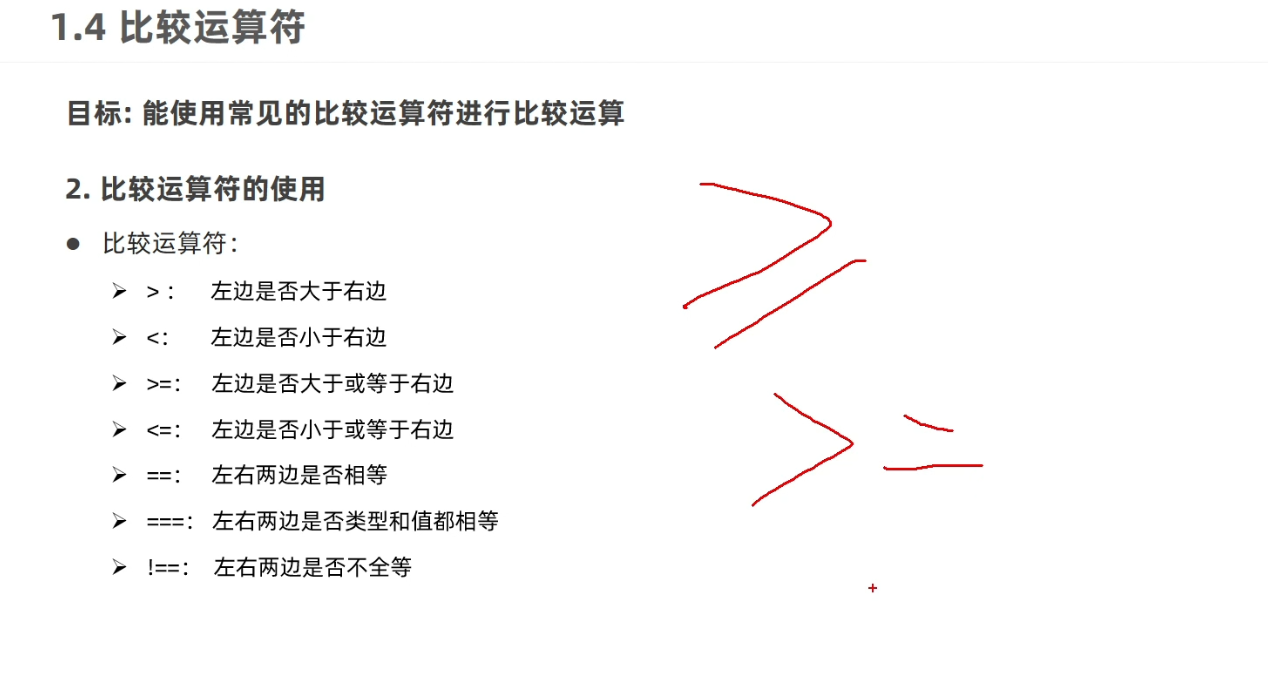 1.4 比较运算符
目标: 能使用常见的比较运算符进行比较运算
2. 比较运算符的使用
● 比较运算符：
➢ >： 左边是否大于右边
➢ <： 左边是否小于右边
➢ >=： 左边是否大于或等于右边
➢ <=： 左边是否小于或等于右边
➢ ==： 左右两边是否相等
➢ ===： 左右两边是否类型和值都相等
➢ !==： 左右两边是否不全等
⩾
>=